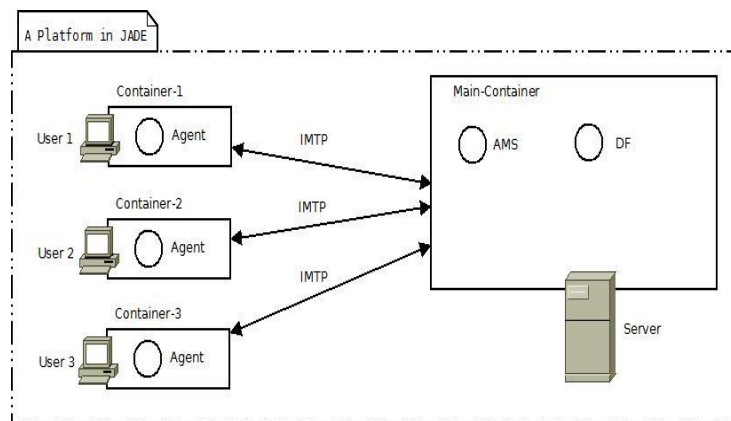 A Platform in JADE
Container-1
User 1
Agent
IMTP
Container-2
User 2
Agent
IMTP
Container-3
User 3
Agent
IMTP
Main-Container
AMS
DF
Server